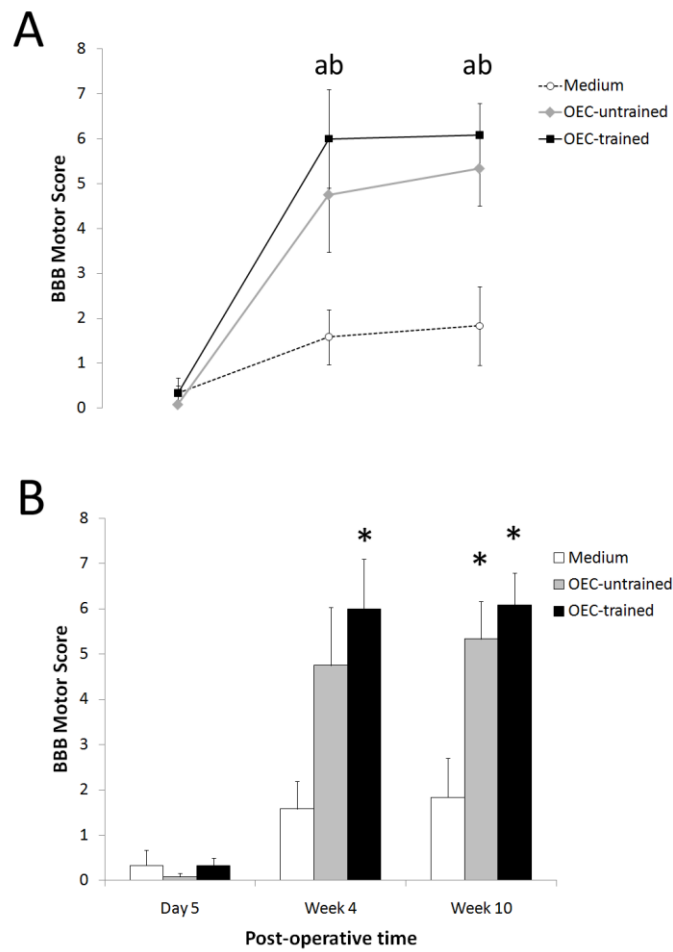 A
8
7
6
5
4
3
2
1
0
BBB Motor Score
ab
ab
Medium
OEC-untrained
OEC-trained
B
8
7
6
5
4
3
2
1
0
BBB Motor Score
*
*
*
Medium
OEC-untrained
OEC-trained
Day 5
Week 4
Week 10
Post-operative time